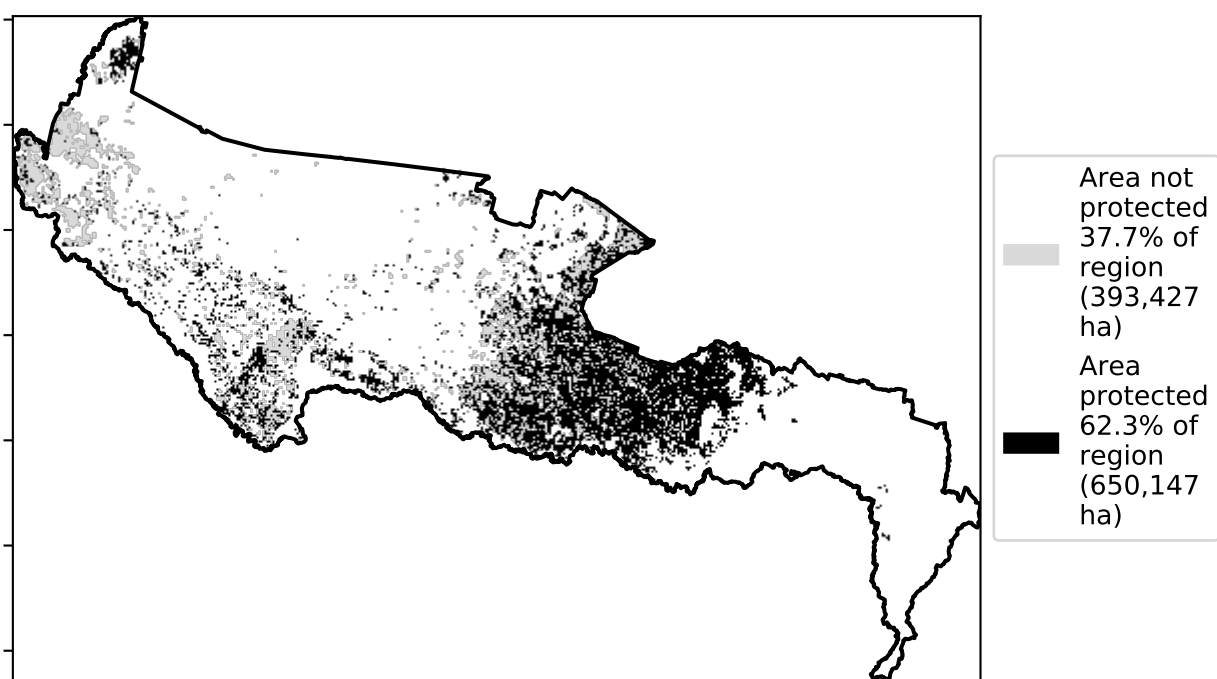 Area not
protected
37.7% of
region
(393,427
ha)
Area
protected
62.3% of
region
(650,147
ha)